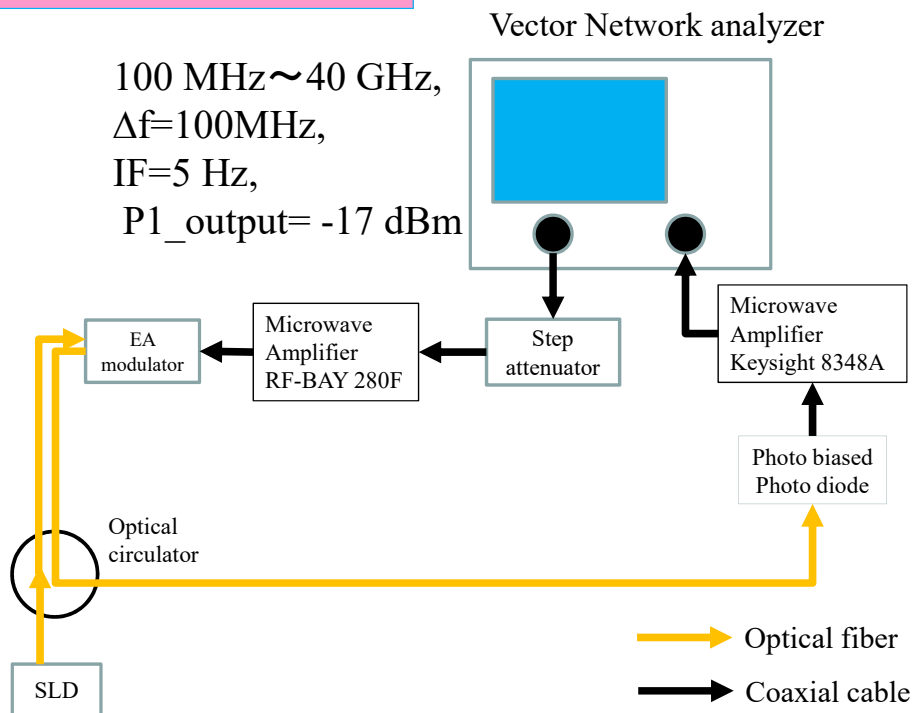 Vector Network analyzer
100 MHz～40 GHz,
Δf=100MHz,
IF=5 Hz,
P1_output= -17 dBm
EA
modulator
Microwave
Amplifier
RF-BAY 280F
Step
attenuator
Microwave
Amplifier
Keysight 8348A
Photo biased
Photo diode
Optical
circulator
SLD
Optical fiber
Coaxial cable